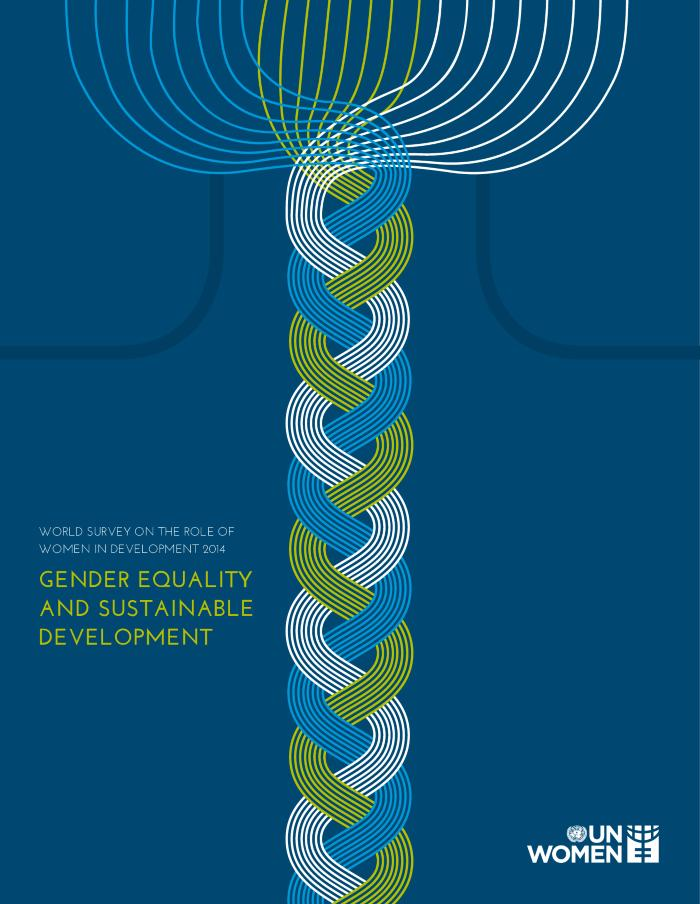 WORLD SURVEY ON THE ROLE OF
WOMEN IN DEVELOPMENT 2014
GENDER EQUALITY
AND SUSTAINABLE
DEVELOPMENT
UN
WOMEN